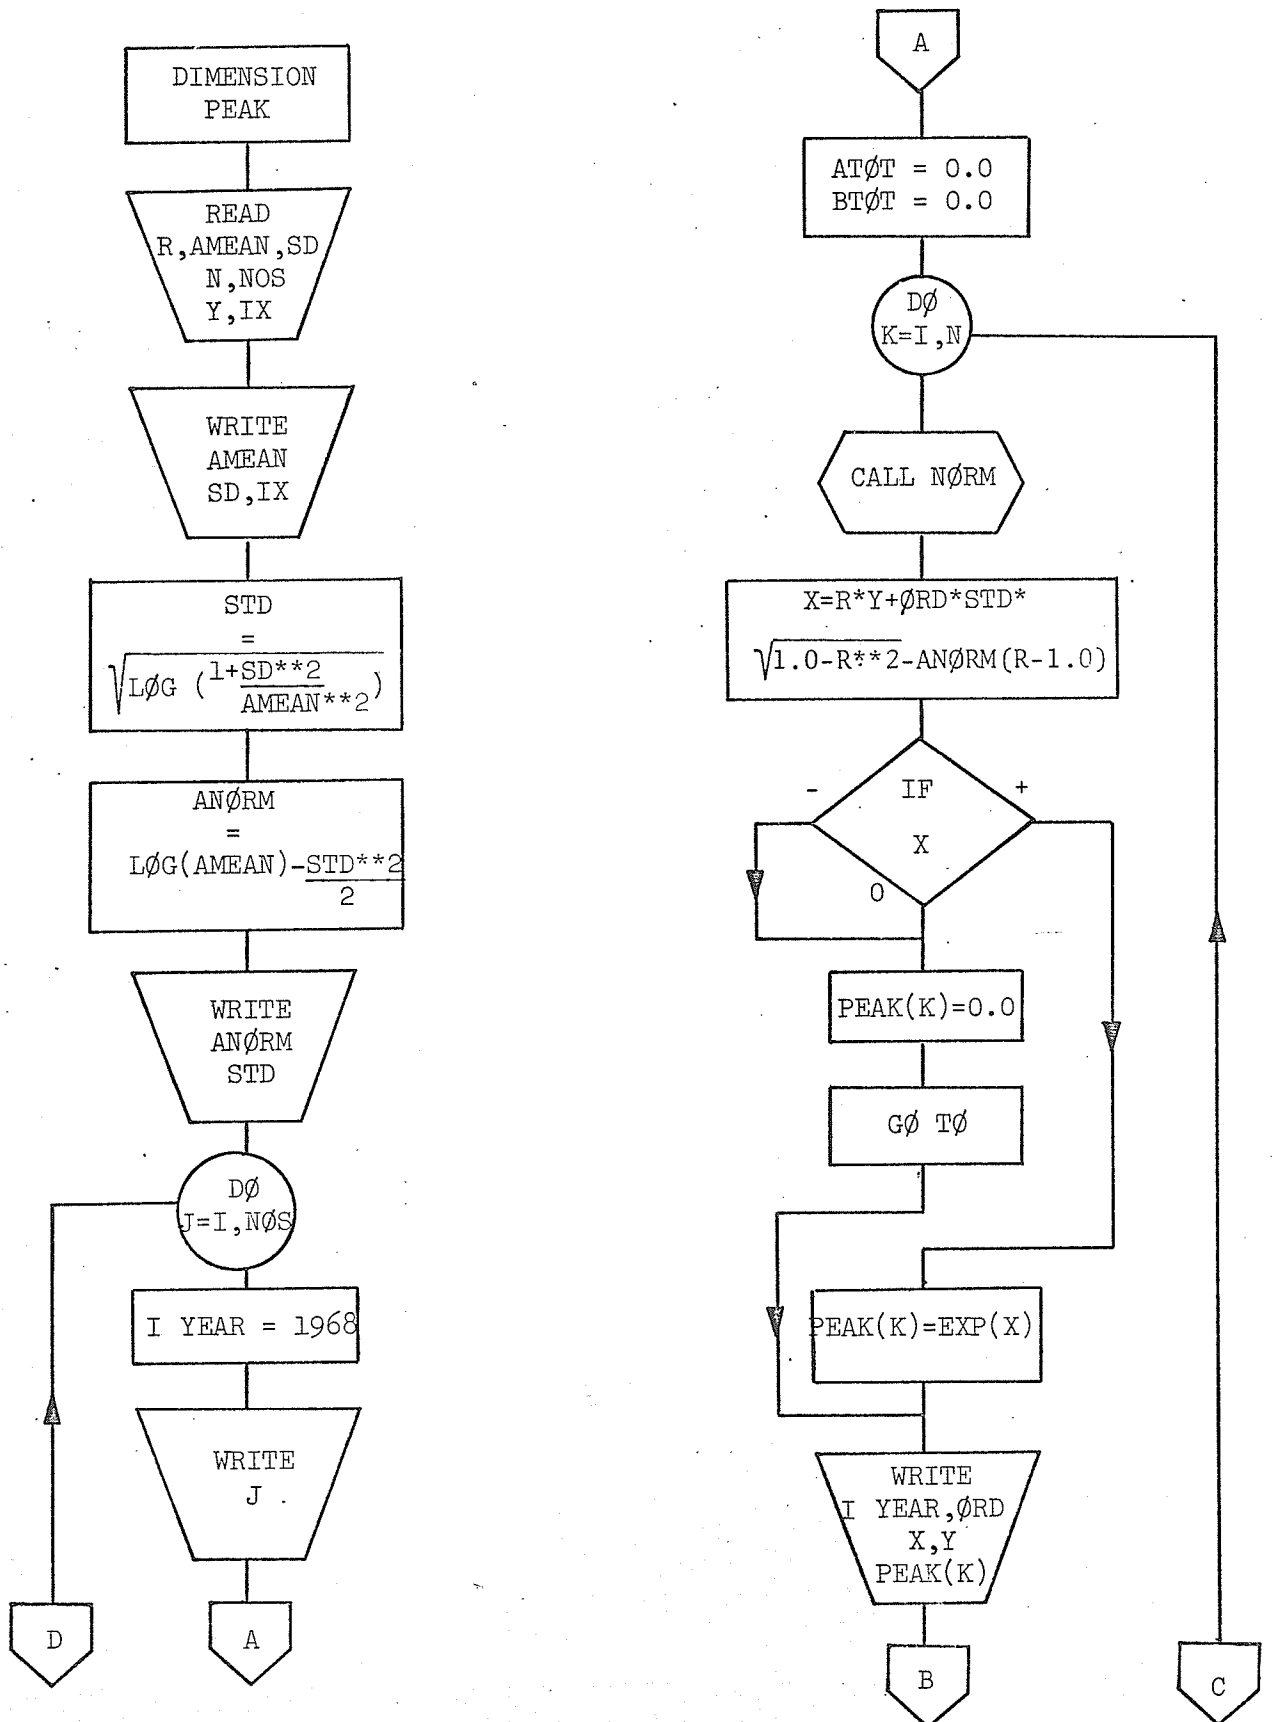 DIMENSION
PEAK
READ
R,AMEAN,SD
N,NOS
Y,IX
WRITE
AMEAN
SD,IX
STD
=
√LØG (1+SD**2
AMEAN**2)
ANØRM
=
LØG(AMEAN)-STD**2
2
WRITE
ANØRM
STD
DØ
J=I,NØS
I YEAR = 1968
WRITE
J
D
A
A
ATØT = 0.0
BTØT = 0.0
DØ
K=I,N
CALL NØRM
X=R*Y+ØRD*STD*
√1.0-R**2-ANØRM(R-1.0)
- IF +
X
0
PEAK(K)=0.0
GØ TØ
PEAK(K)=EXP(X)
WRITE
I YEAR,ØRD
X,Y
PEAK(K)
B
C